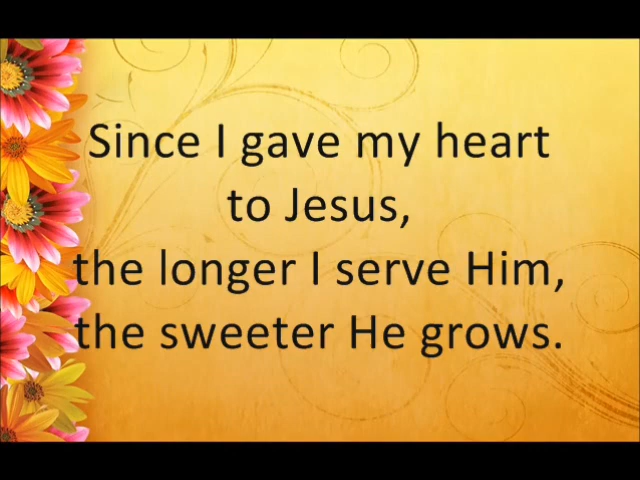 Since I gave my heart
to Jesus,
the longer I serve Him,
the sweeter He grows.